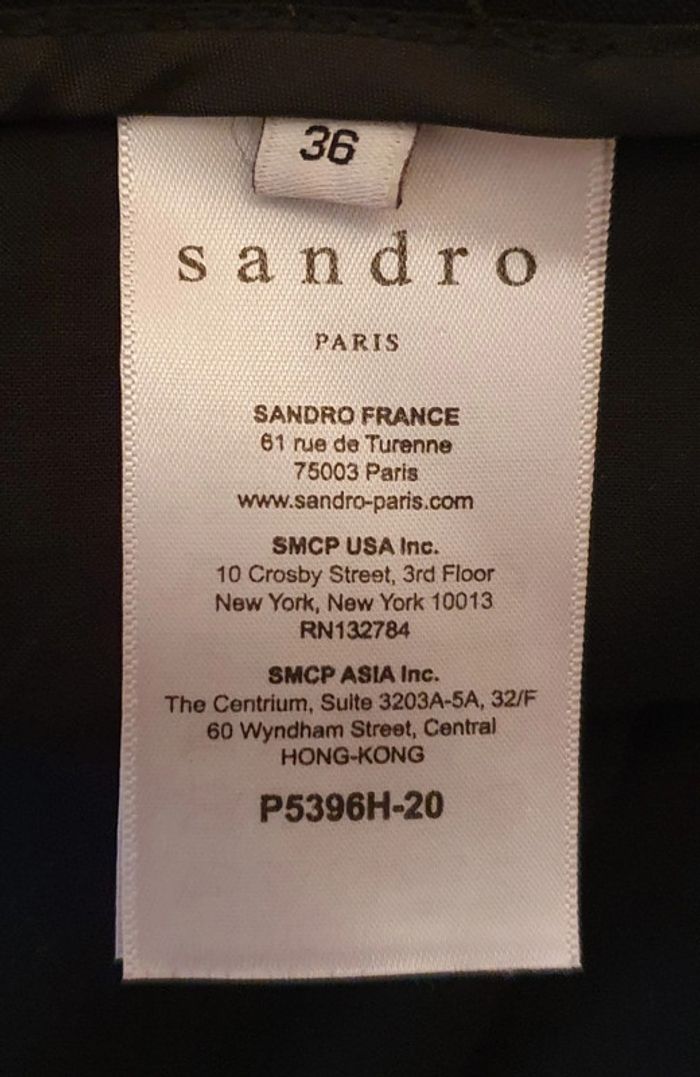 36
sandro
PARIS
SANDRO FRANCE
61 rue de Turenne
75003 Paris
www.sandro-paris.com
SMCP USA Inc.
10 Crosby Street, 3rd Floor
New York, New York 10013
RN132784
SMCP ASIA Inc.
The Centrium, Suite 3203A-5A, 32/F
60 Wyndham Street, Central
HONG-KONG
P5396H-20